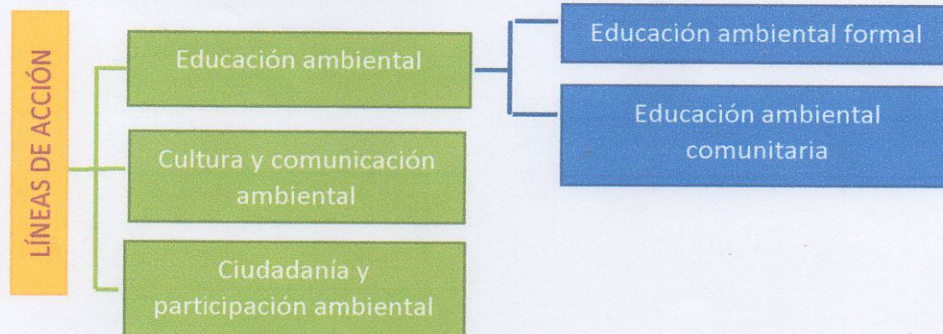 LÍNEAS DE ACCIÓN
Educación ambiental
Cultura y comunicación
ambiental
Ciudadanía y
participación ambiental
Educación ambiental formal
Educación ambiental
comunitaria